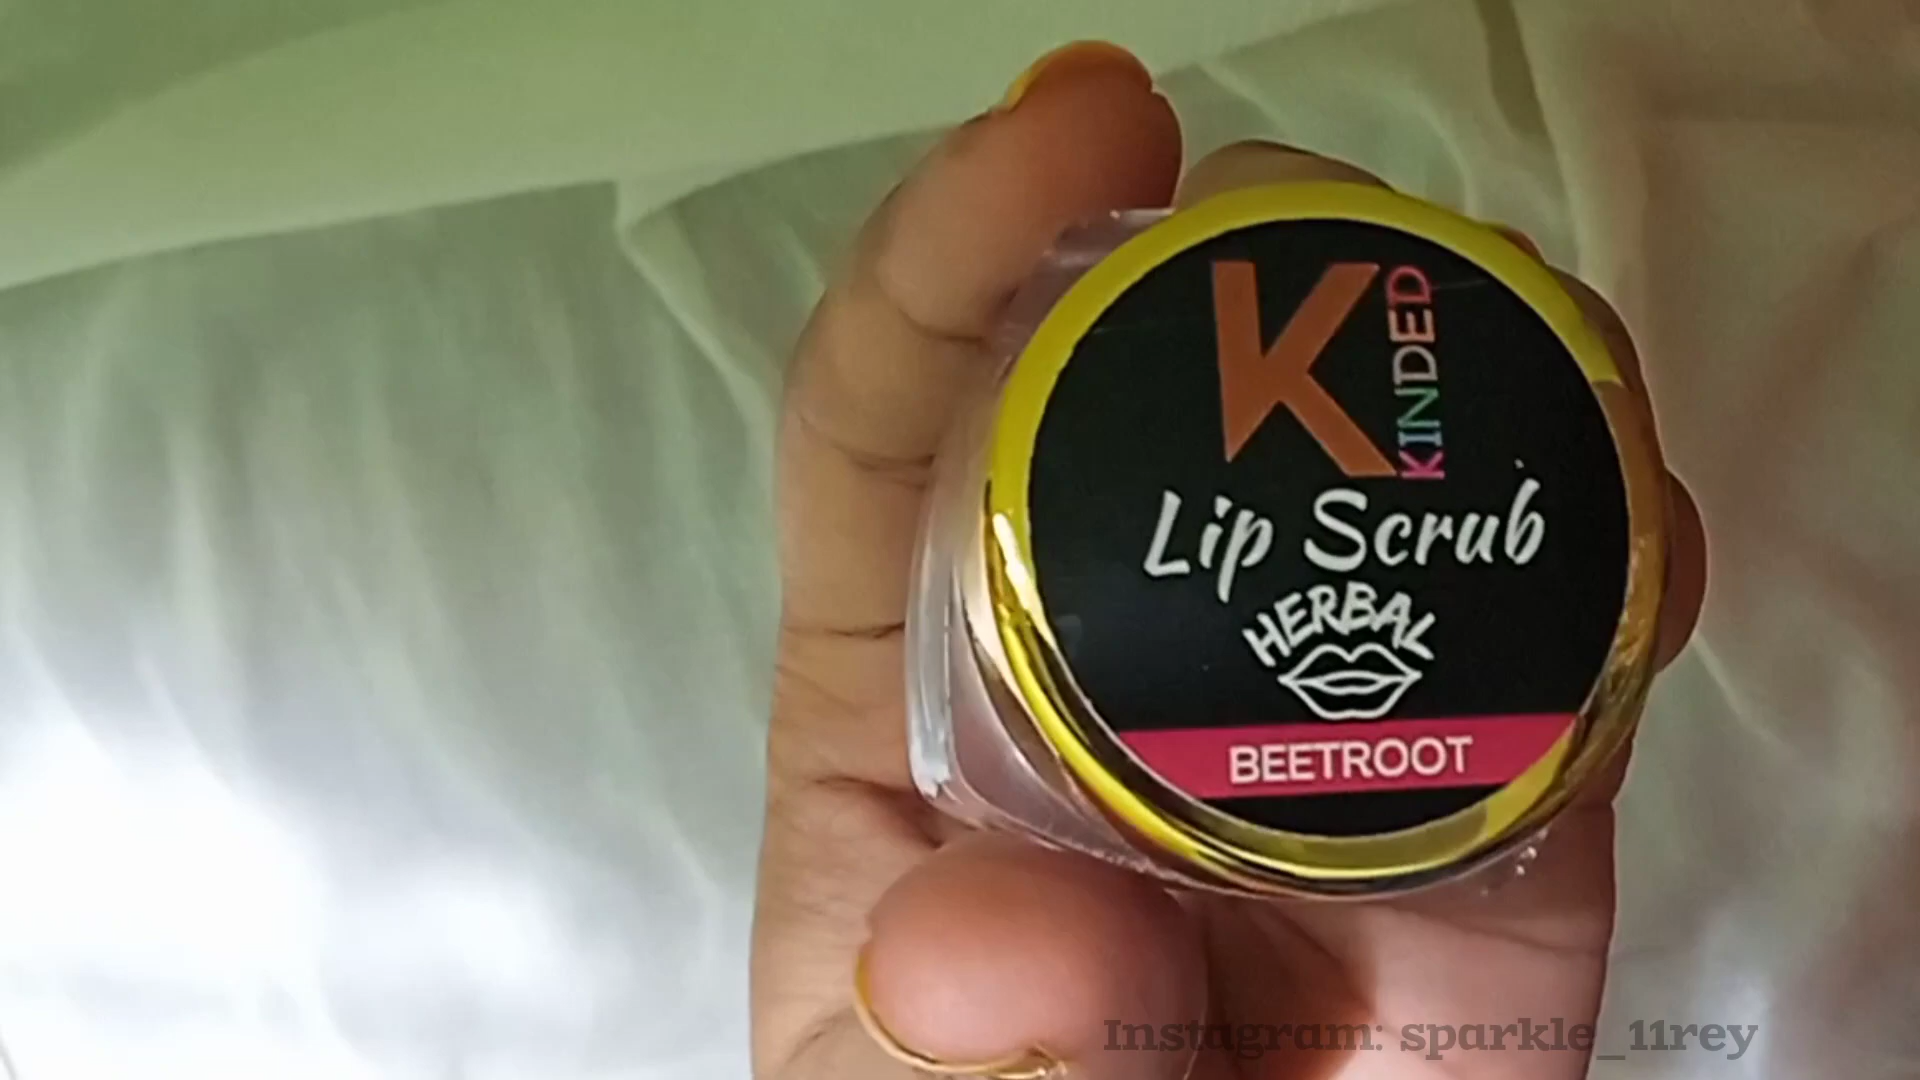 K
KINDED
Lip Scrub
HERBAL
BEETROOT
Instagram: sparkle_11rey